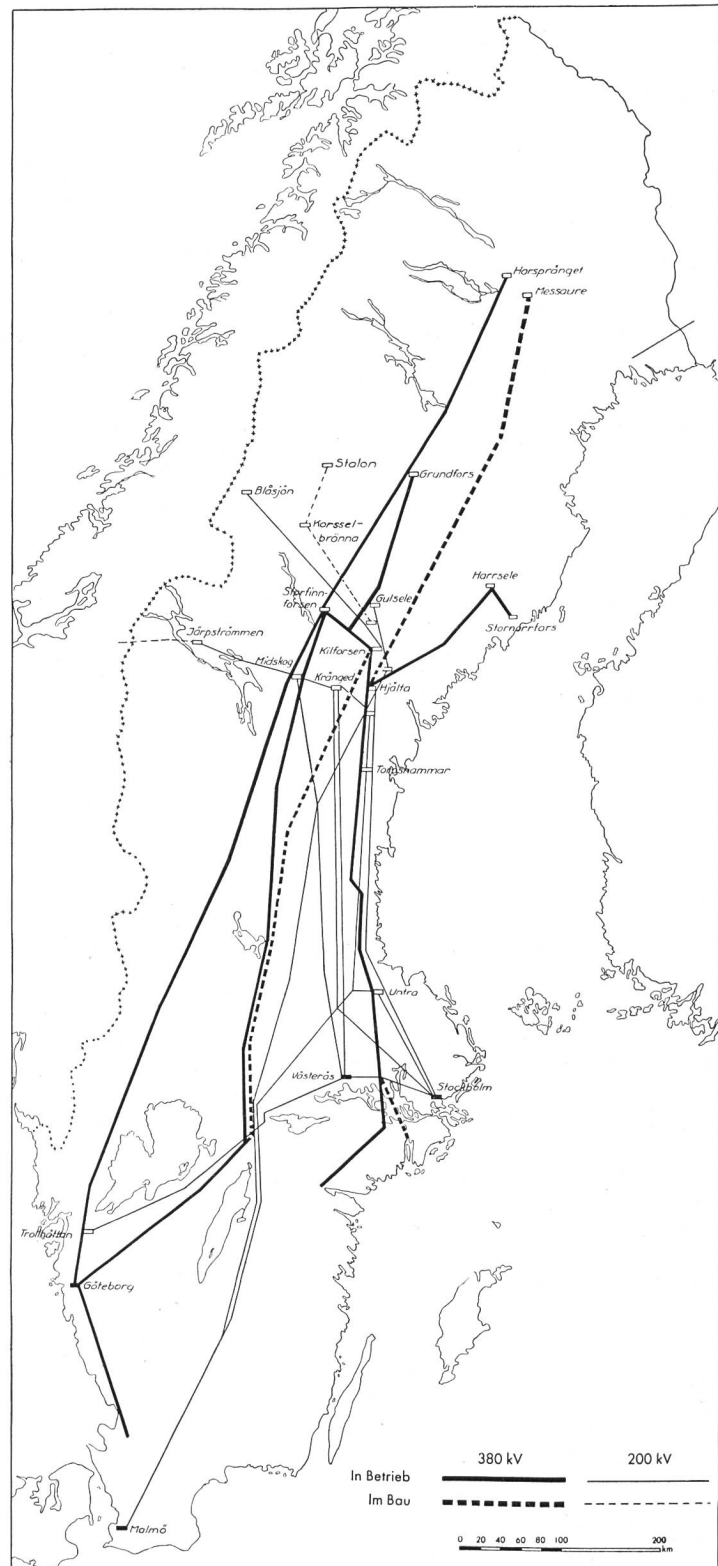 Harsprånget
Messaure
Stalon
Grundfors
Blåsjön
Korssel-
brånna
Harrsele
Storfinn-
forsen
Gulsele
Stornorrfors
Järpströmmen
Kilforsen
Midskog
Krånged
Hjälta
Torpshammar
Untra
Västerås
Stockholm
Trollhättan
Göteborg
380 kV
200 kV
In Betrieb
Im Bau
Malmö
0 20 40 60 80 100 200
km